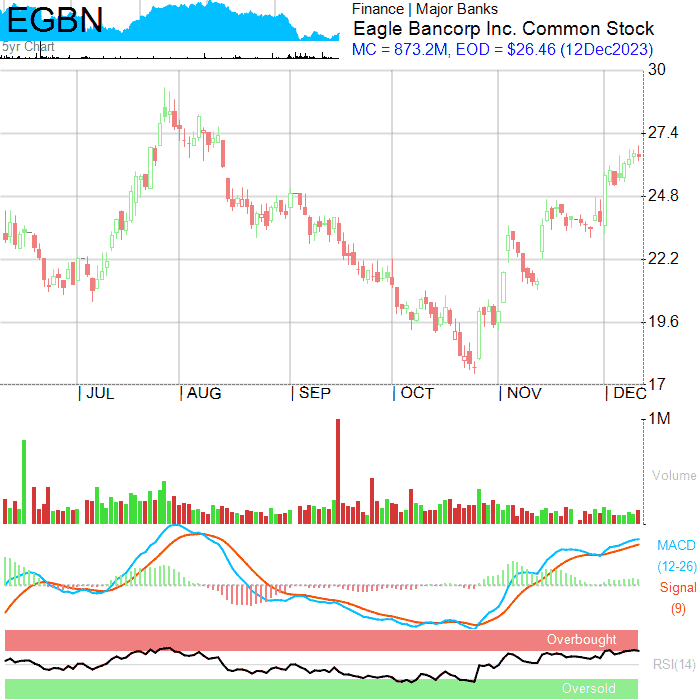 EGBN
5yr Chart
Finance | Major Banks
Eagle Bancorp Inc. Common Stock
MC = 873.2M, EOD = $26.46 (12Dec2023)
30
27.4
24.8
22.2
19.6
17
JUL
AUG
SEP
OCT
NOV
DEC
1M
Volume
MACD
(12-26)
Signal
(9)
Overbought
RSI(14)
Oversold